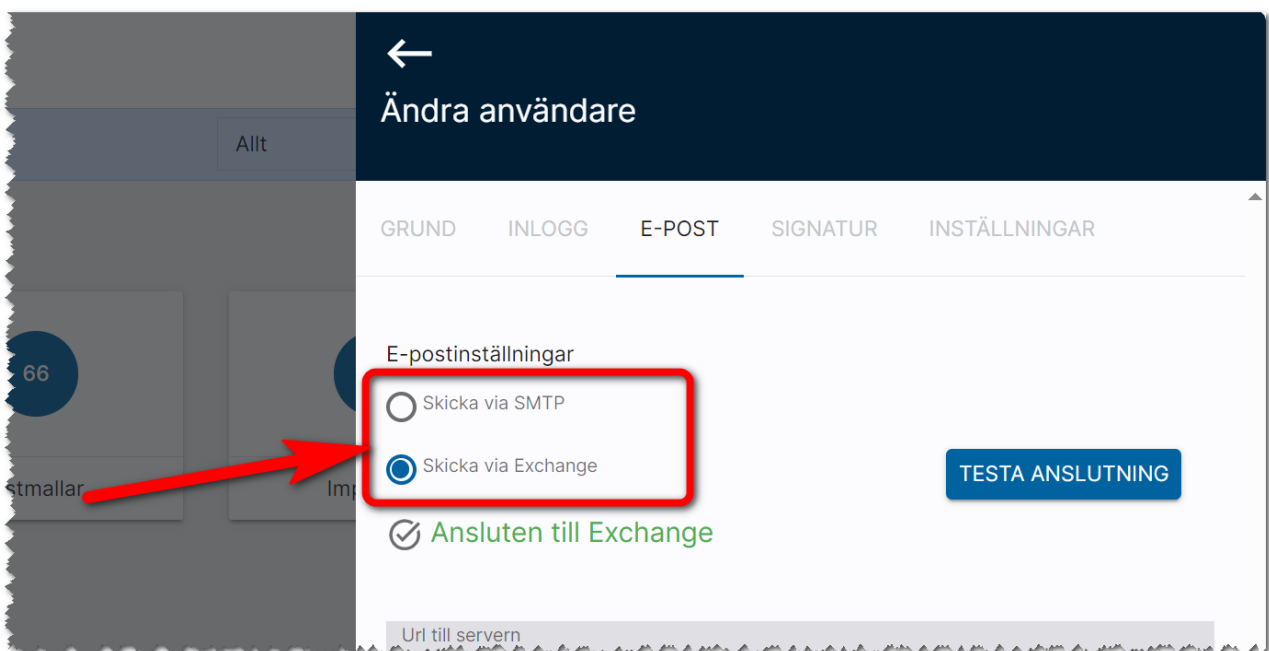 Ändra användare
Allt
GRUND INLOGG E-POST SIGNATUR INSTÄLLNINGAR
E-postinställningar
66
Skicka via SMTP
Skicka via Exchange
TESTA ANSLUTNING
stmallar
Imp
Ansluten till Exchange
Url till servern